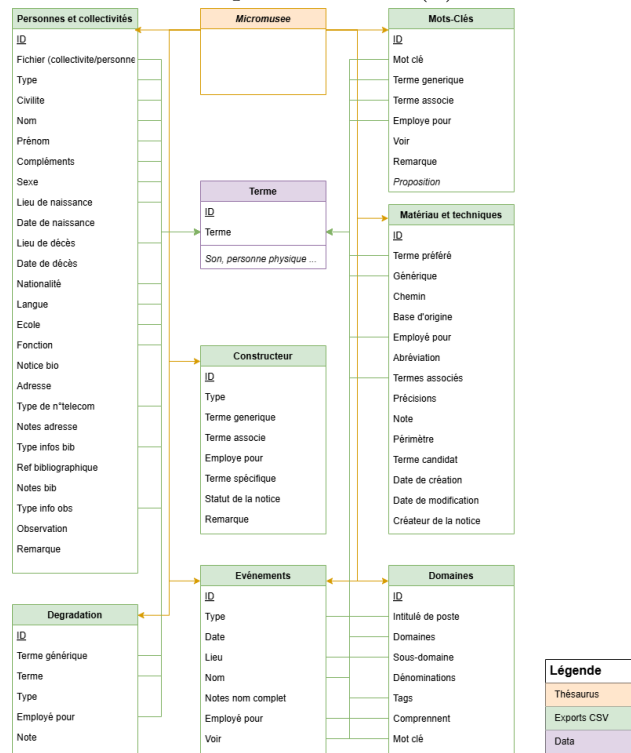 Personnes et collectivités
ID
Fichier (collectivite/personne
Type
Civilite
Nom
Prénom
Compléments
Sexe
Lieu de naissance
Date de naissance
Lieu de décès
Date de décès
Nationalité
Langue
Ecole
Fonction
Notice bio
Adresse
Type de n°telecom
Notes adresse
Type infos bib
Ref bibliographique
Notes bib
Type info obs
Observation
Remarque
Degradation
ID
Terme générique
Terme
Type
Employé pour
Note
Micromusee
Terme
ID
Terme
Son, personne physique ...
Constructeur
ID
Type
Terme generique
Terme associe
Employe pour
Terme spécifique
Statut de la notice
Remarque
Evénements
ID
Type
Date
Lieu
Nom
Notes nom complet
Employé pour
Voir
Mots-Clés
ID
Mot clé
Terme generique
Terme associe
Employe pour
Voir
Remarque
Proposition
Matériau et techniques
ID
Terme préféré
Générique
Chemin
Base d'origine
Employé pour
Abréviation
Termes associés
Précisions
Note
Périmètre
Terme candidat
Date de création
Date de modification
Créateur de la notice
Domaines
ID
Intitulé de poste
Domaines
Sous-domaine
Dénominations
Tags
Comprennent
Mot clé
Légende
Thésaurus
Exports CSV
Data